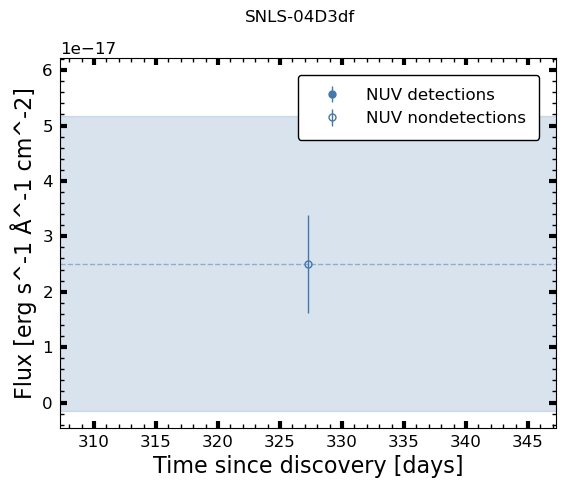 SNLS-04D3df
1e−17
6
5
4
3
2
1
0
Flux [erg s^-1 Å^-1 cm^-2]
NUV detections
NUV nondetections
310 315 320 325 330 335 340 345
Time since discovery [days]